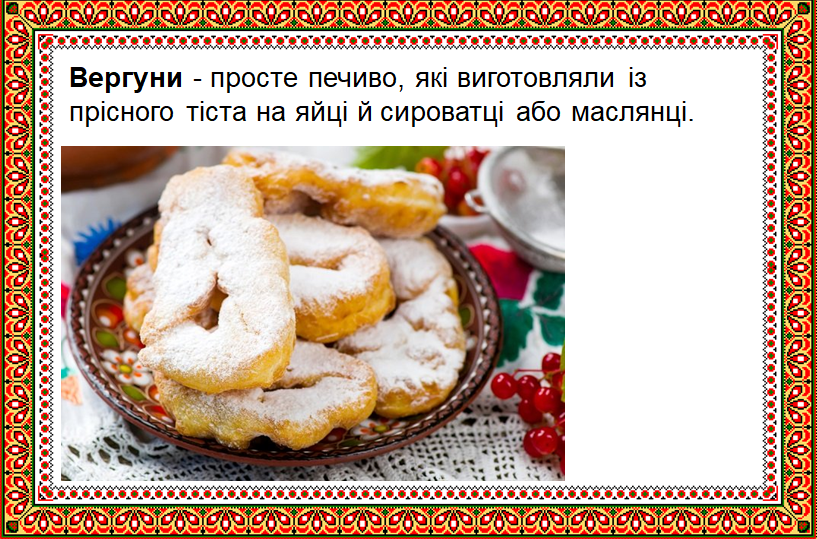 Вергуни - просте печиво, які виготовляли із
прісного тіста на яйці й сироватці або маслянці.